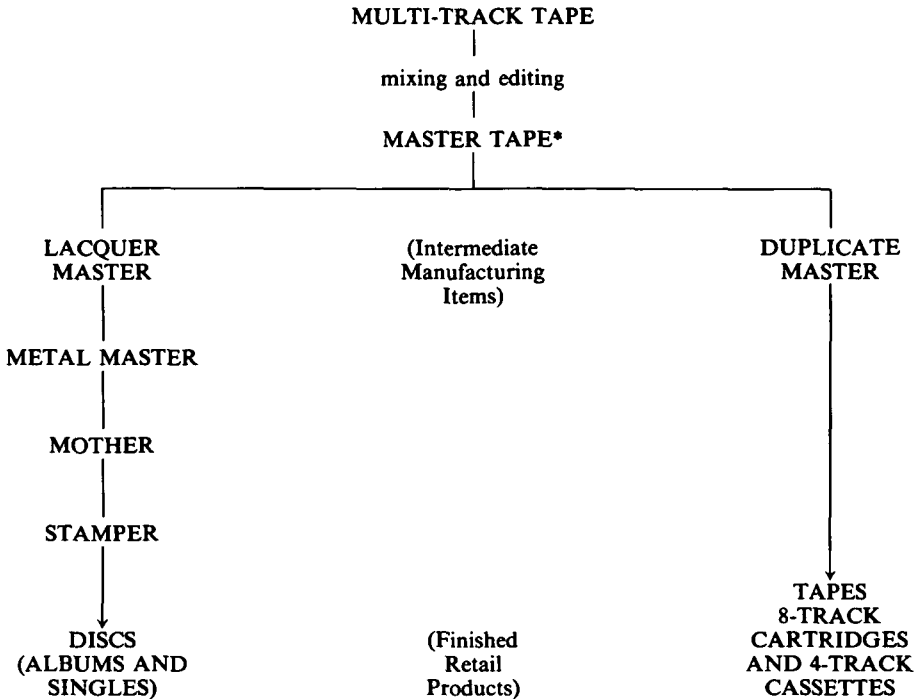 MULTI-TRACK TAPE
mixing and editing
MASTER TAPE*
LACQUER
MASTER
(Intermediate
Manufacturing
Items)
DUPLICATE
MASTER
METAL MASTER
MOTHER
STAMPER
DISCS
(ALBUMS AND
SINGLES)
(Finished
Retail
Products)
TAPES
8-TRACK
CARTRIDGES
AND 4-TRACK
CASSETTES